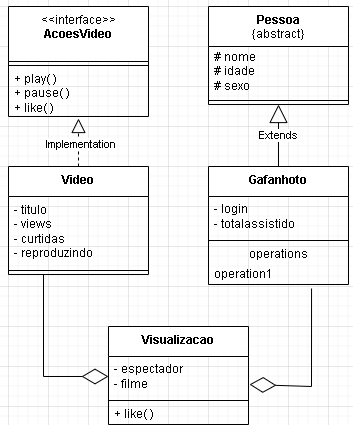 <<interface>>
AcoesVideo
+ play()
+ pause()
+ like()
Pessoa
{abstract}
# nome
# idade
# sexo
Implementation
Extends
Video
- titulo
- views
- curtidas
- reproduzindo
Gafanhoto
- login
- totalassistido
operations
operation1
Visualizacao
- espectador
- filme
+ like()